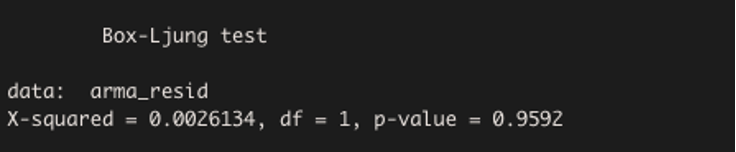 Box-Ljung test
data:  arma_resid
X-squared = 0.0026134, df = 1, p-value = 0.9592